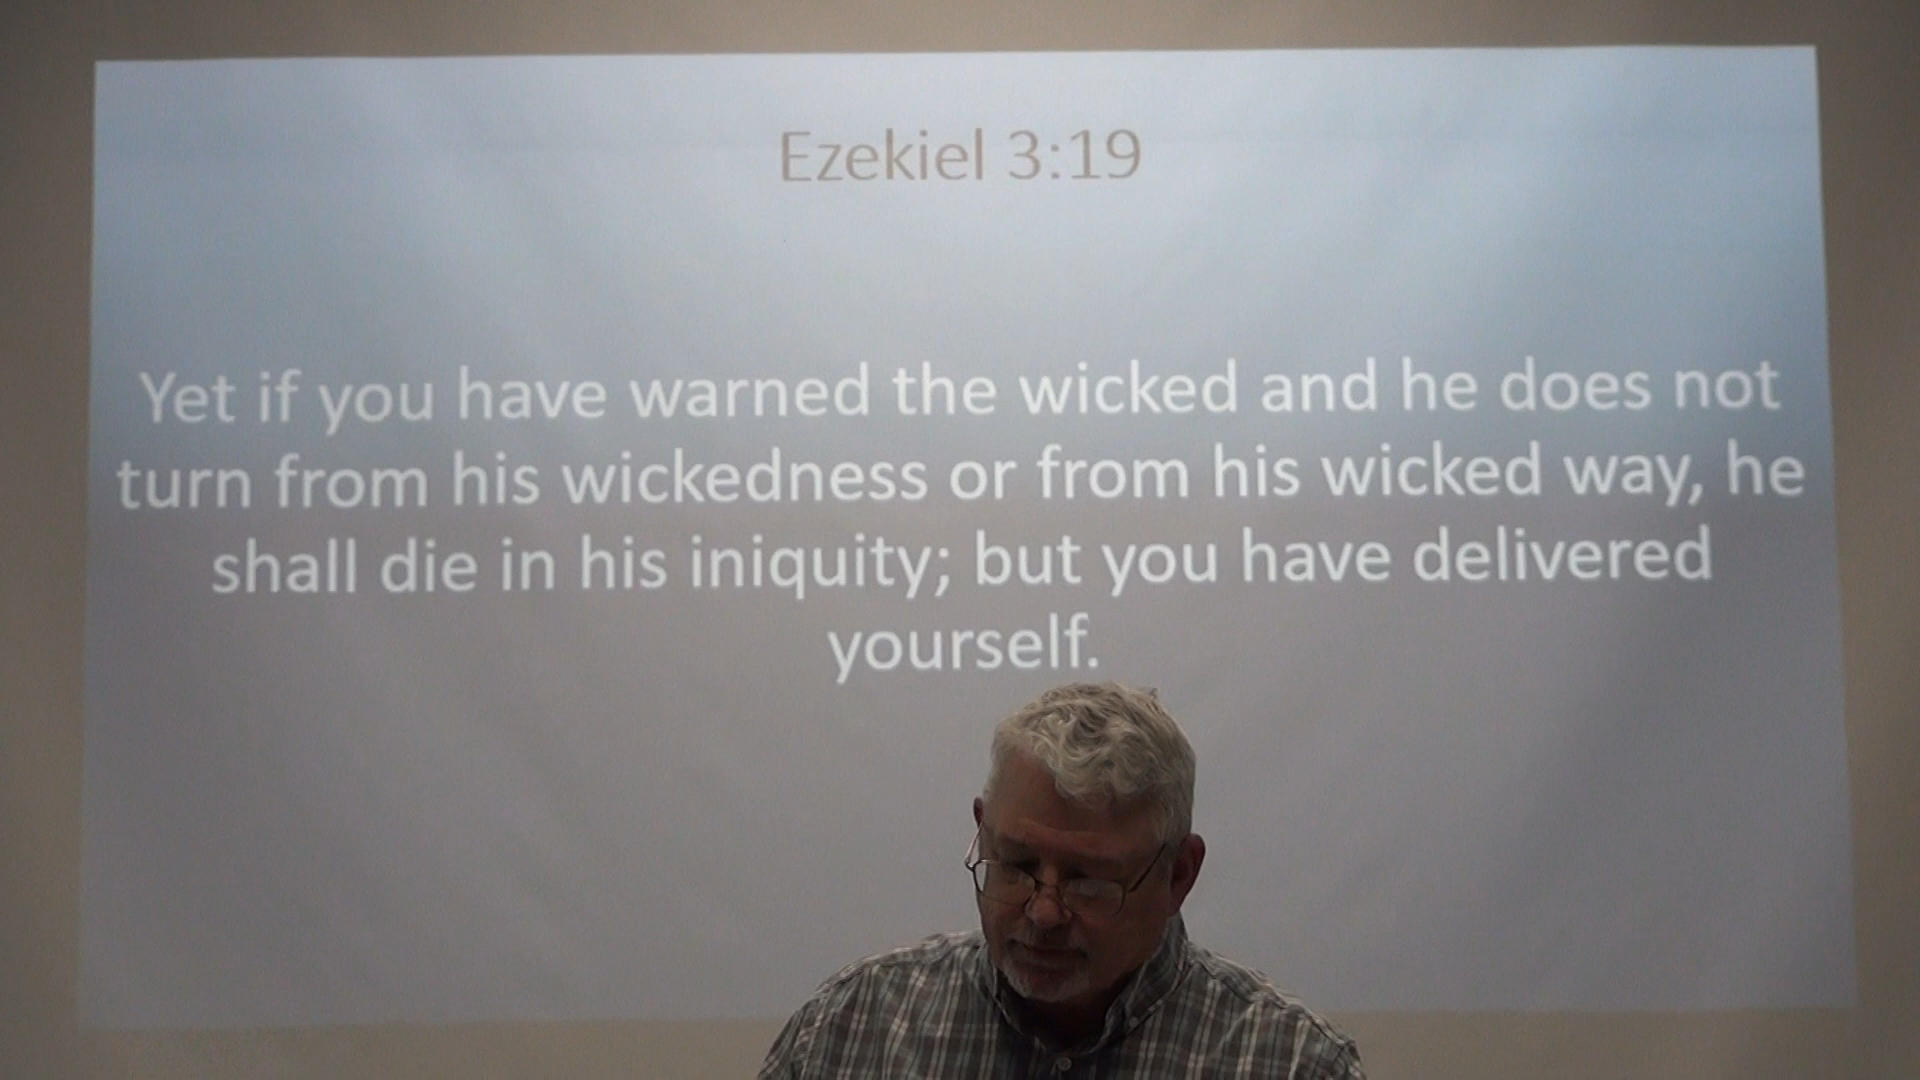 Ezekiel 3:19
Yet if you have warned the wicked and he does not
turn from his wickedness or from his wicked way, he
shall die in his iniquity; but you have delivered
yourself.